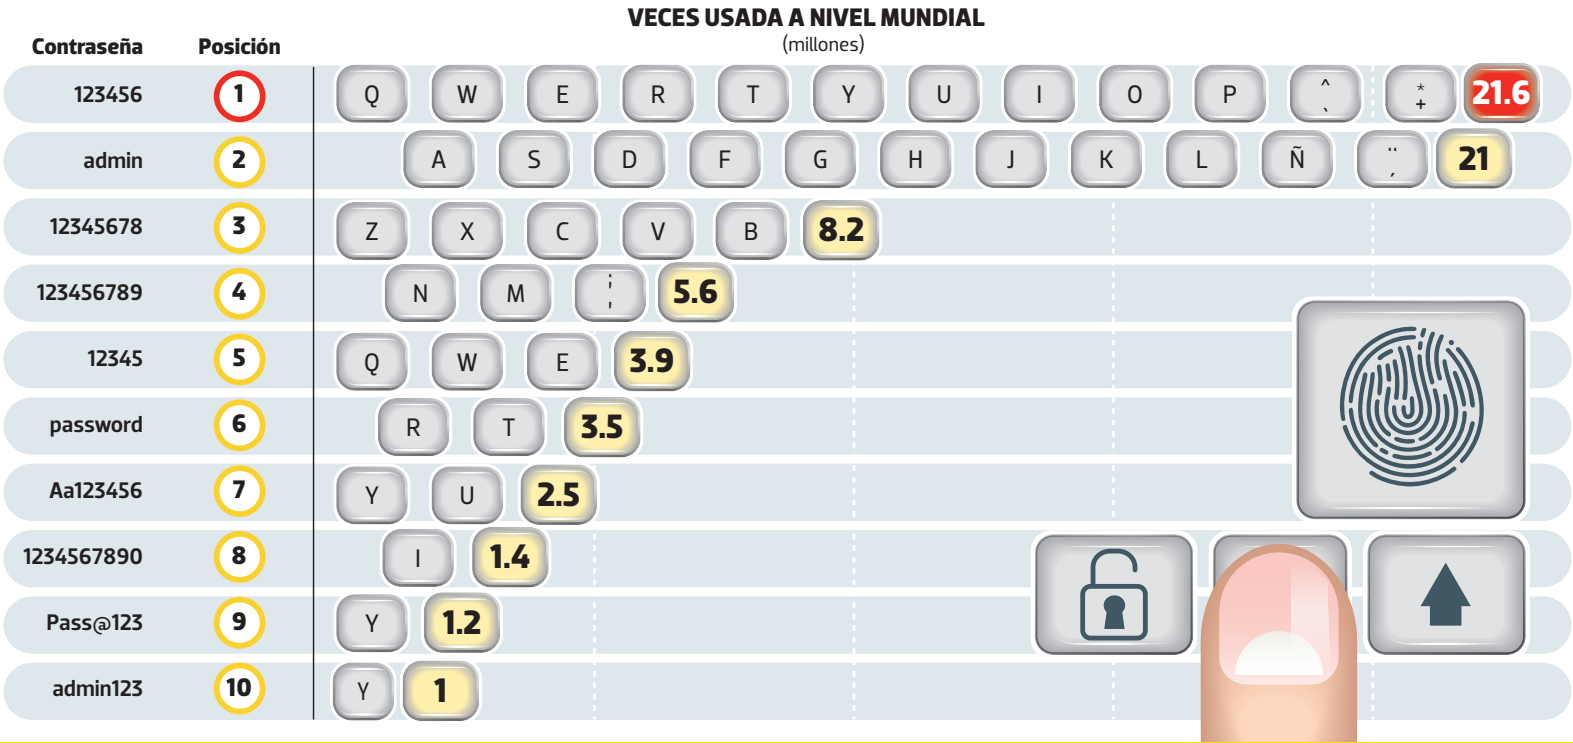 VECES USADA A NIVEL MUNDIAL
(millones)
Contraseña Posición
123456 1 Q W E R T Y U I O P ^ ` * + 21.6
admin 2 A S D F G H J K L Ñ ¨ ´ 21
12345678 3 Z X C V B 8.2
123456789 4 N M ; , 5.6
12345 5 Q W E 3.9
password 6 R T 3.5
Aa123456 7 Y U 2.5
1234567890 8 I 1.4
Pass@123 9 Y 1.2
admin123 10 Y 1